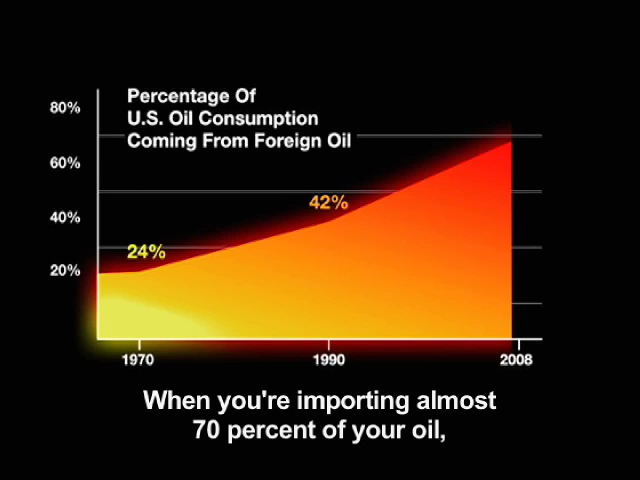 Percentage Of
U.S. Oil Consumption
Coming From Foreign Oil
80%
60%
40%
20%
24%
42%
1970
1990
2008
When you're importing almost
70 percent of your oil,